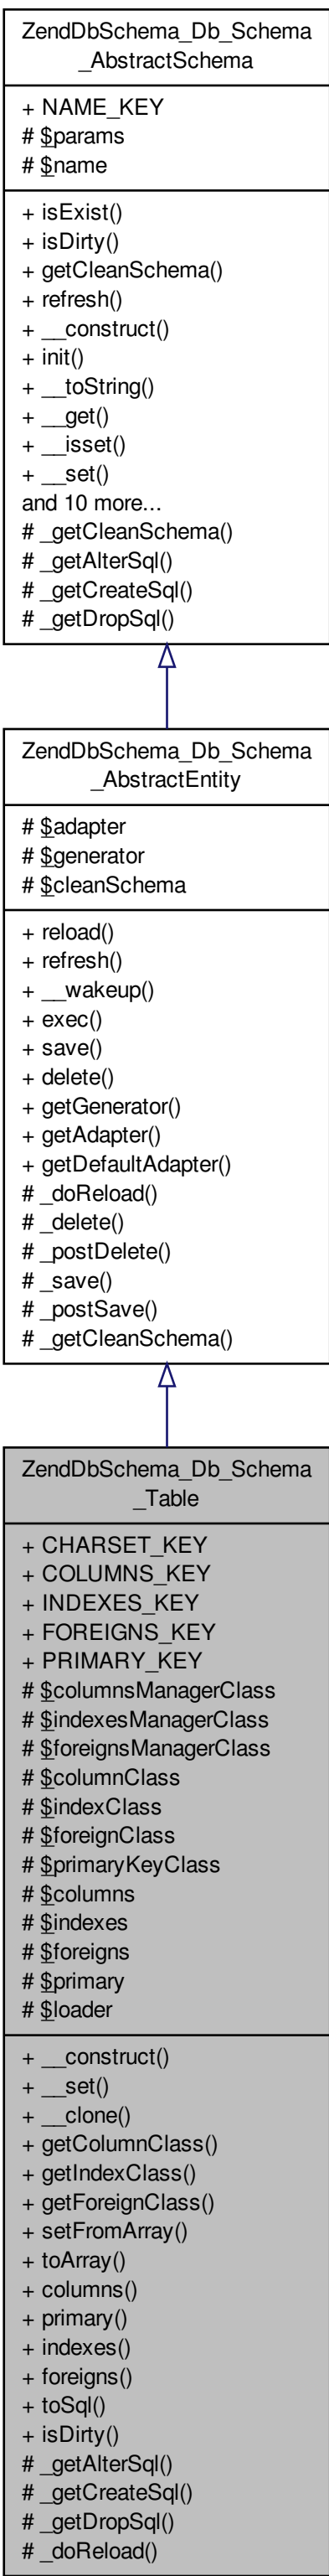 ZendDbSchema_Db_Schema
_AbstractSchema
+ NAME_KEY
# $params
# $name
+ isExist()
+ isDirty()
+ getCleanSchema()
+ refresh()
+ __construct()
+ init()
+ __toString()
+ __get()
+ __isset()
+ __set()
and 10 more...
# _getCleanSchema()
# _getAlterSql()
# _getCreateSql()
# _getDropSql()
ZendDbSchema_Db_Schema
_AbstractEntity
# $adapter
# $generator
# $cleanSchema
+ reload()
+ refresh()
+ __wakeup()
+ exec()
+ save()
+ delete()
+ getGenerator()
+ getAdapter()
+ getDefaultAdapter()
# _doReload()
# _delete()
# _postDelete()
# _save()
# _postSave()
# _getCleanSchema()
ZendDbSchema_Db_Schema
_Table
+ CHARSET_KEY
+ COLUMNS_KEY
+ INDEXES_KEY
+ FOREIGNS_KEY
+ PRIMARY_KEY
# $columnsManagerClass
# $indexesManagerClass
# $foreignsManagerClass
# $columnClass
# $indexClass
# $foreignClass
# $primaryKeyClass
# $columns
# $indexes
# $foreigns
# $primary
# $loader
+ __construct()
+ __set()
+ __clone()
+ getColumnClass()
+ getIndexClass()
+ getForeignClass()
+ setFromArray()
+ toArray()
+ columns()
+ primary()
+ indexes()
+ foreigns()
+ toSql()
+ isDirty()
# _getAlterSql()
# _getCreateSql()
# _getDropSql()
# _doReload()